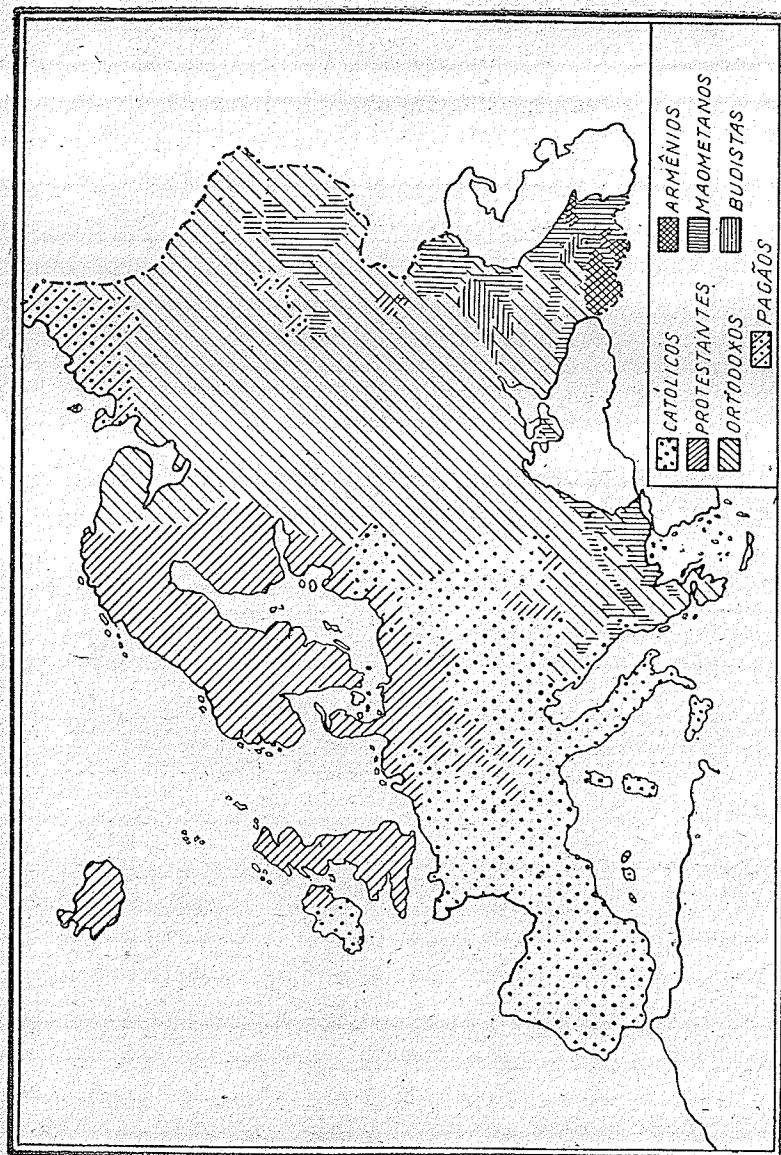 CATÓLICOS
PROTESTANTES
ORTODOXOS
ARMÊNIOS
MAOMETANOS
BUDISTAS
PAGÃOS